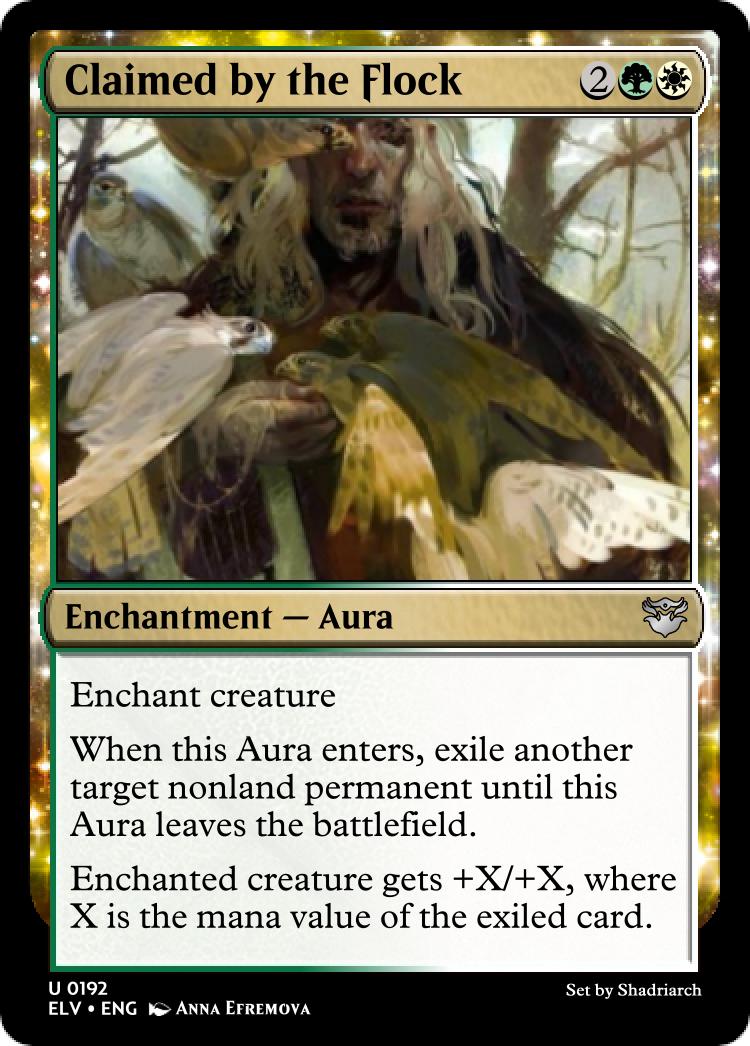 Claimed by the Flock 2
Enchantment — Aura
Enchant creature
When this Aura enters, exile another
target nonland permanent until this
Aura leaves the battlefield.
Enchanted creature gets +X/+X, where
X is the mana value of the exiled card.
U 0192
ELV • ENG Anna Efremova
Set by Shadriarch